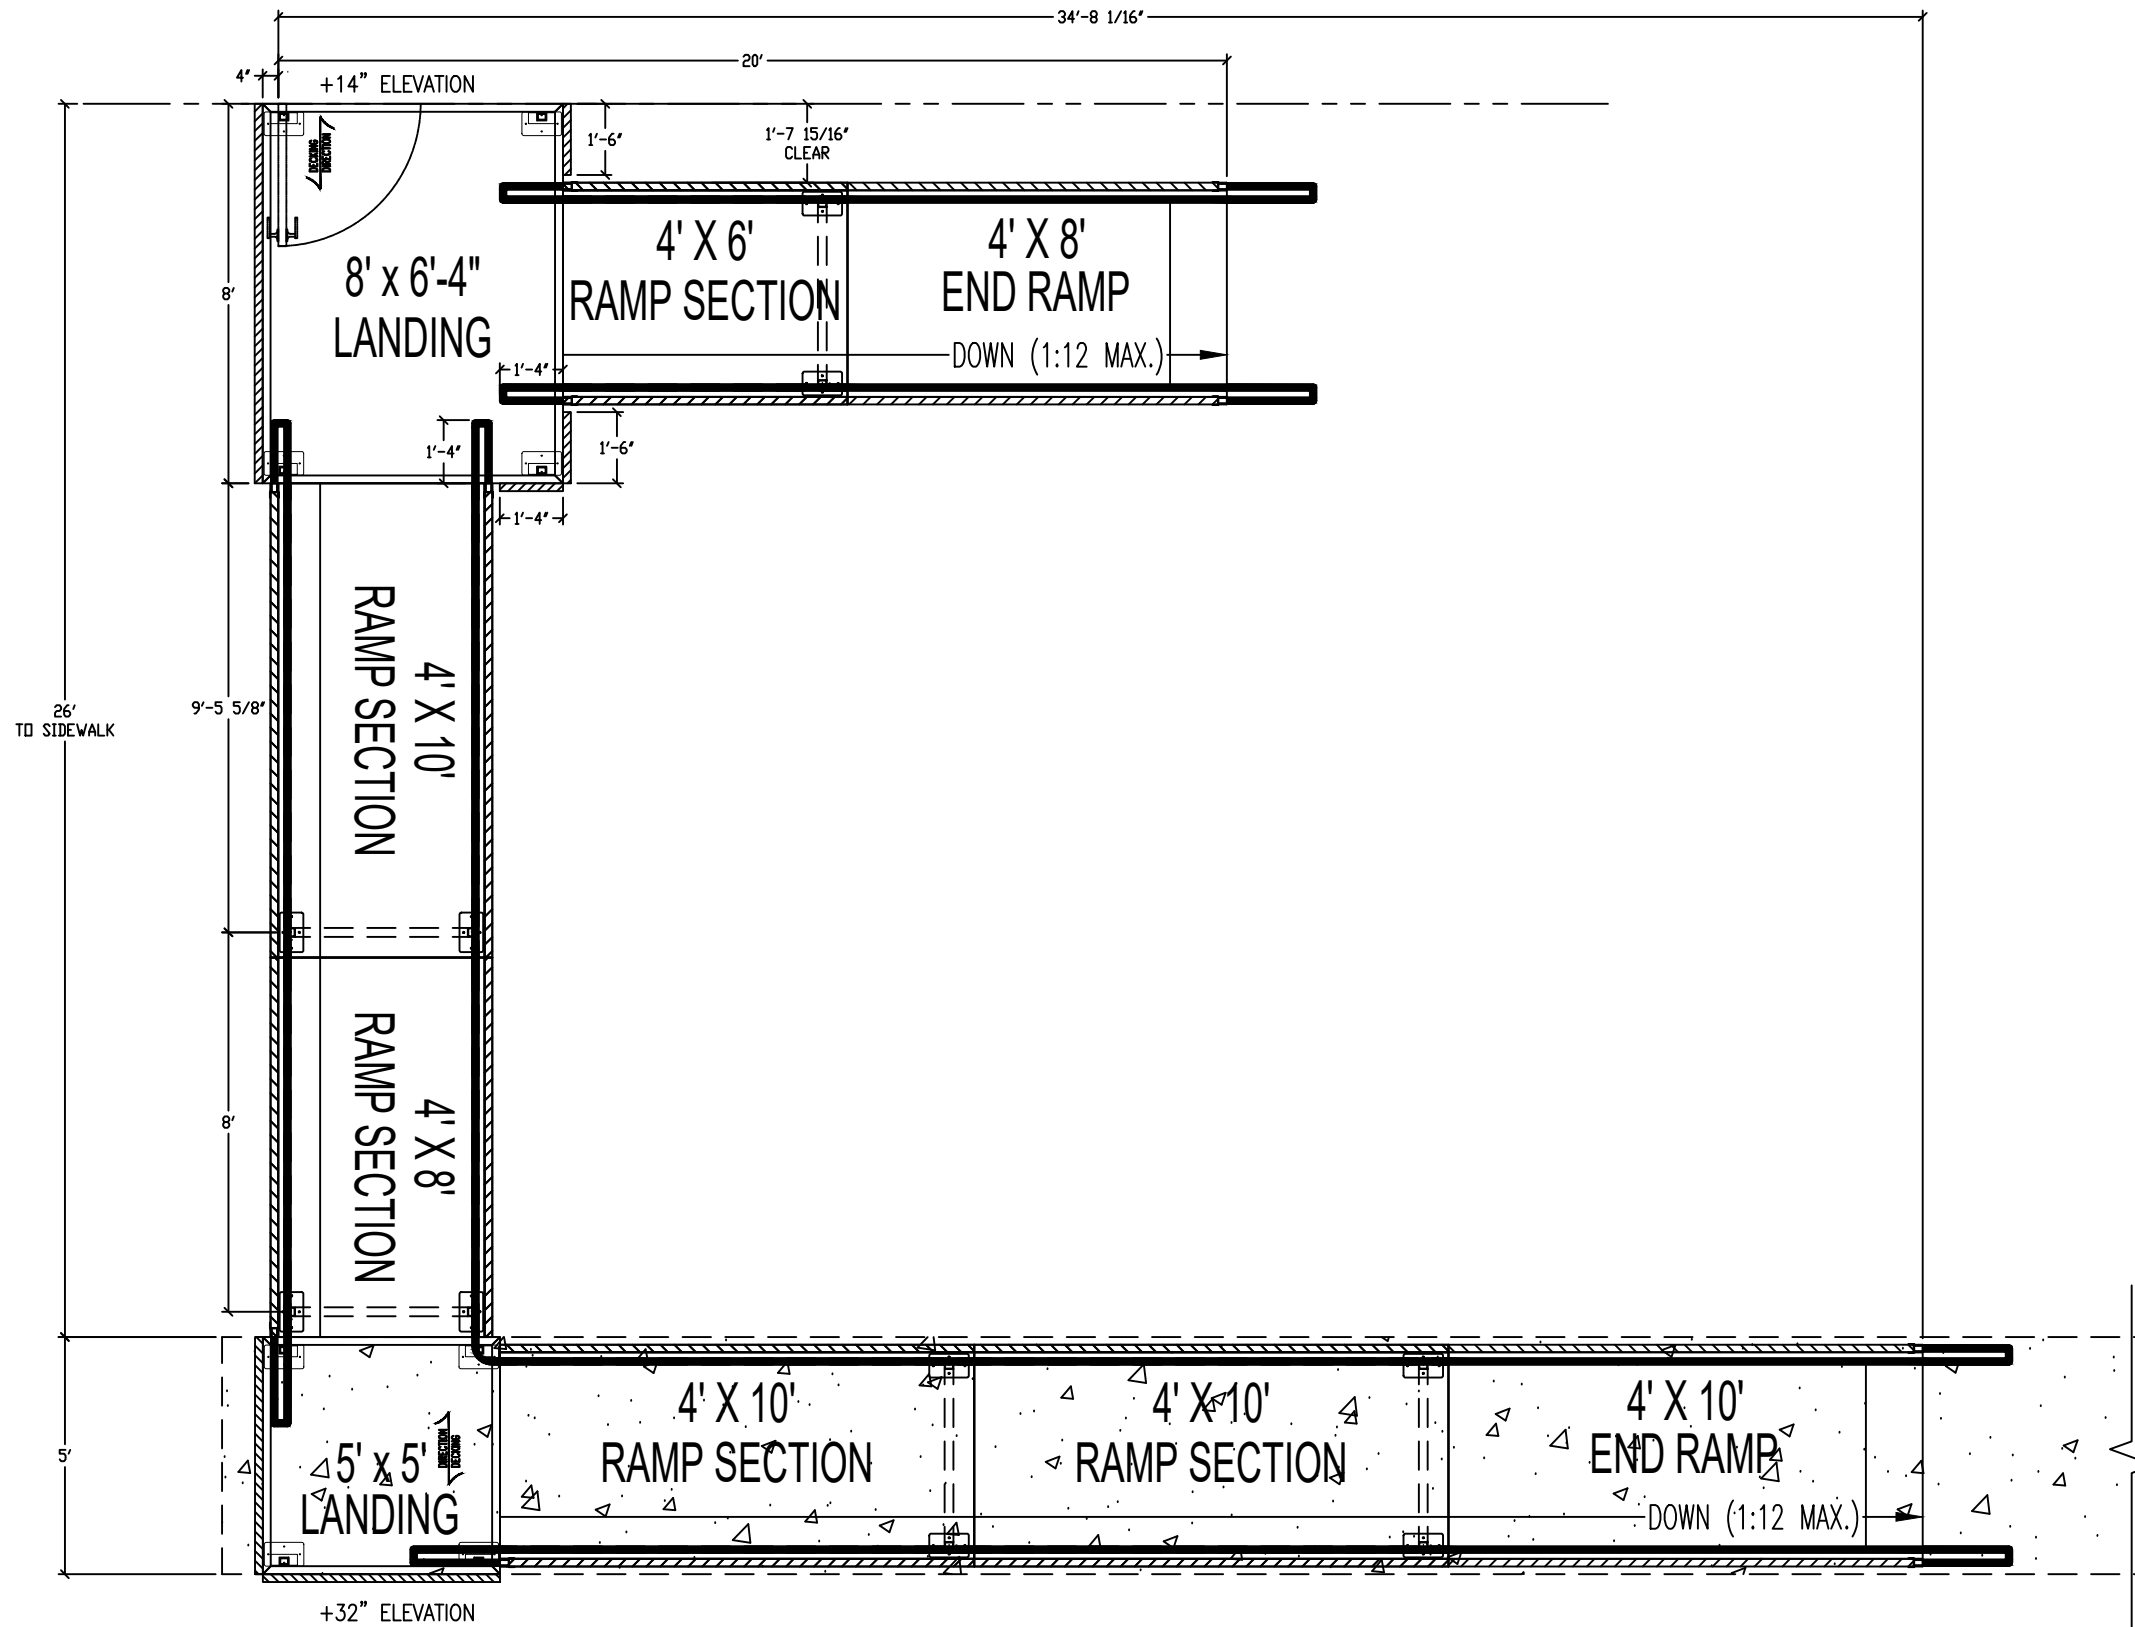 34'-8 1/16"
20'
4"
+14" ELEVATION
1'-6"
1'-7 15/16"
CLEAR
DECKING
DIRECTION
4' X 6'
RAMP SECTION
4' X 8'
END RAMP
8' x 6'-4"
LANDING
8'
DOWN (1:12 MAX.)
1'-4"
1'-4"
1'-6"
1'-4"
4' X 10'
RAMP SECTION
9'-5 5/8"
26'
TO SIDEWALK
4' X 8'
RAMP SECTION
8'
4' X 10'
RAMP SECTION
4' X 10'
RAMP SECTION
4' X 10'
END RAMP
DECKING
DIRECTION
5' x 5'
LANDING
5'
DOWN (1:12 MAX.)
+32" ELEVATION